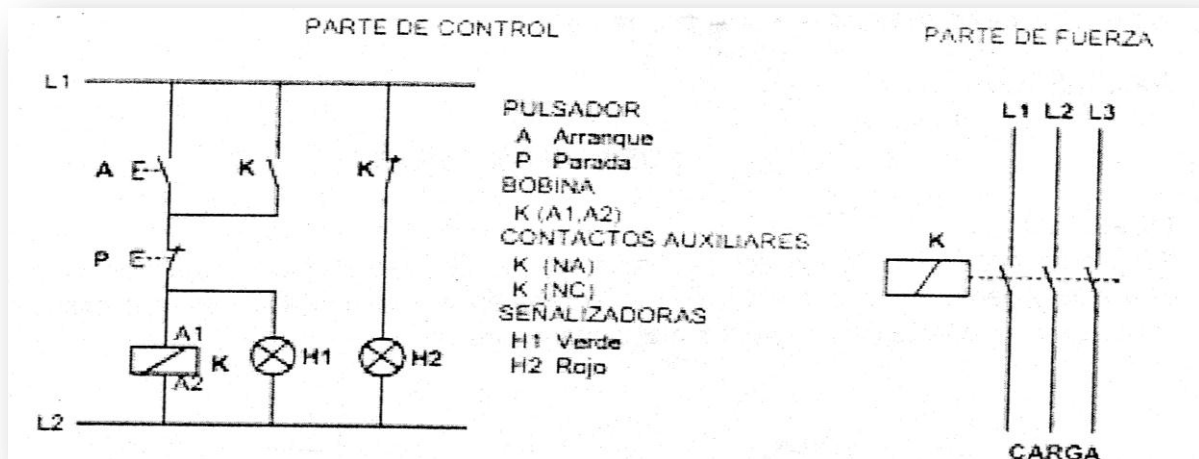 PARTE DE CONTROL
PARTE DE FUERZA
L1
A E
K
K
P E
A1
K
A2
H1
H2
L2
PULSADOR
A Arranque
P Parada
BOBINA
K (A1,A2)
CONTACTOS AUXILIARES
K (NA)
K (NC)
SEÑALIZADORAS
H1 Verde
H2 Rojo
L1 L2 L3
K
CARGA